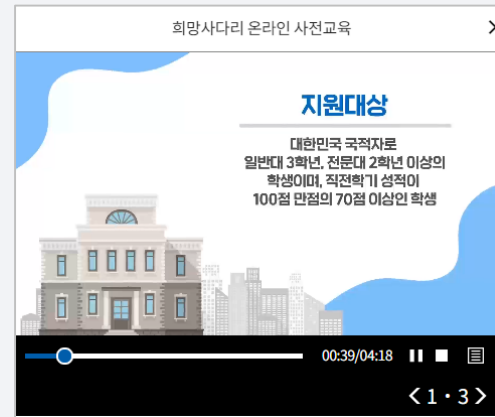 희망사다리 온라인 사전교육
지원대상
대한민국 국적자로
일반대 3학년, 전문대 2학년 이상의
학생이며, 직전학기 성적이
100점 만점의 70점 이상인 학생
00:39/04:18
1 · 3